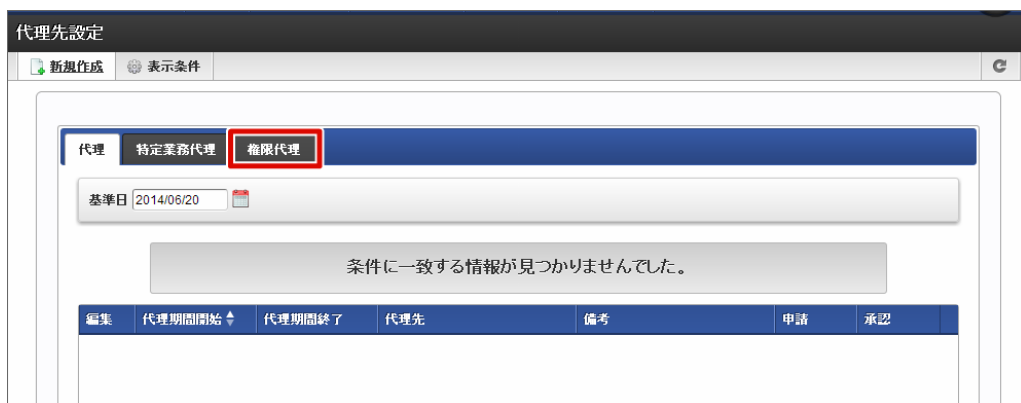 代理先設定
新規作成 表示条件
代理 特定業務代理 権限代理
基準日 2014/06/20
条件に一致する情報が見つかりませんでした。
編集 代理期間開始 代理期間終了 代理先 備考 申請 承認